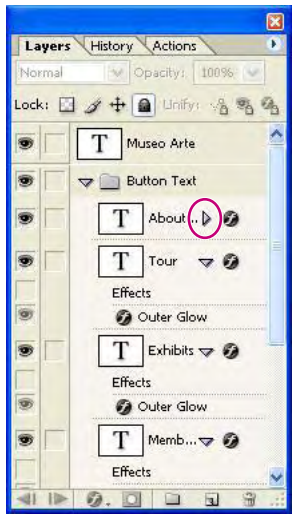 Layers History Actions
Normal Opacity: 100%
Lock: Unify:
T Museo Arte
Button Text
T About...
T Tour
Effects
Outer Glow
T Exhibits
Effects
Outer Glow
T Memb...
Effects